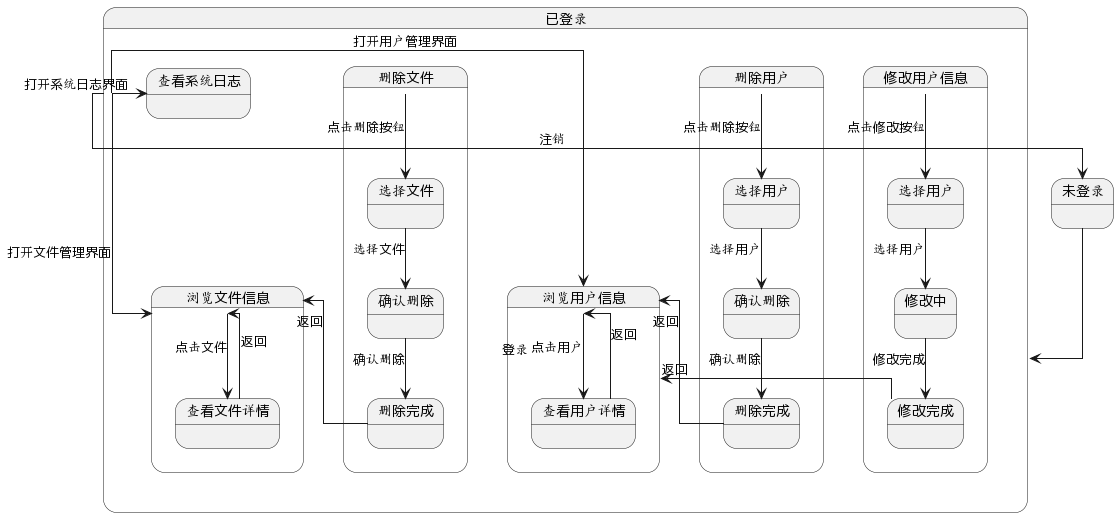 已登录
打开用户管理界面
查看系统日志
删除文件
删除用户
修改用户信息
打开系统日志界面
点击删除按钮
点击删除按钮
点击修改按钮
注销
选择文件
选择用户
选择用户
未登录
打开文件管理界面
选择文件
选择用户
选择用户
浏览文件信息
确认删除
浏览用户信息
确认删除
修改中
返回
返回
点击文件
返回
登录
点击用户
返回
确认删除
确认删除
修改完成
返回
查看文件详情
删除完成
查看用户详情
删除完成
修改完成